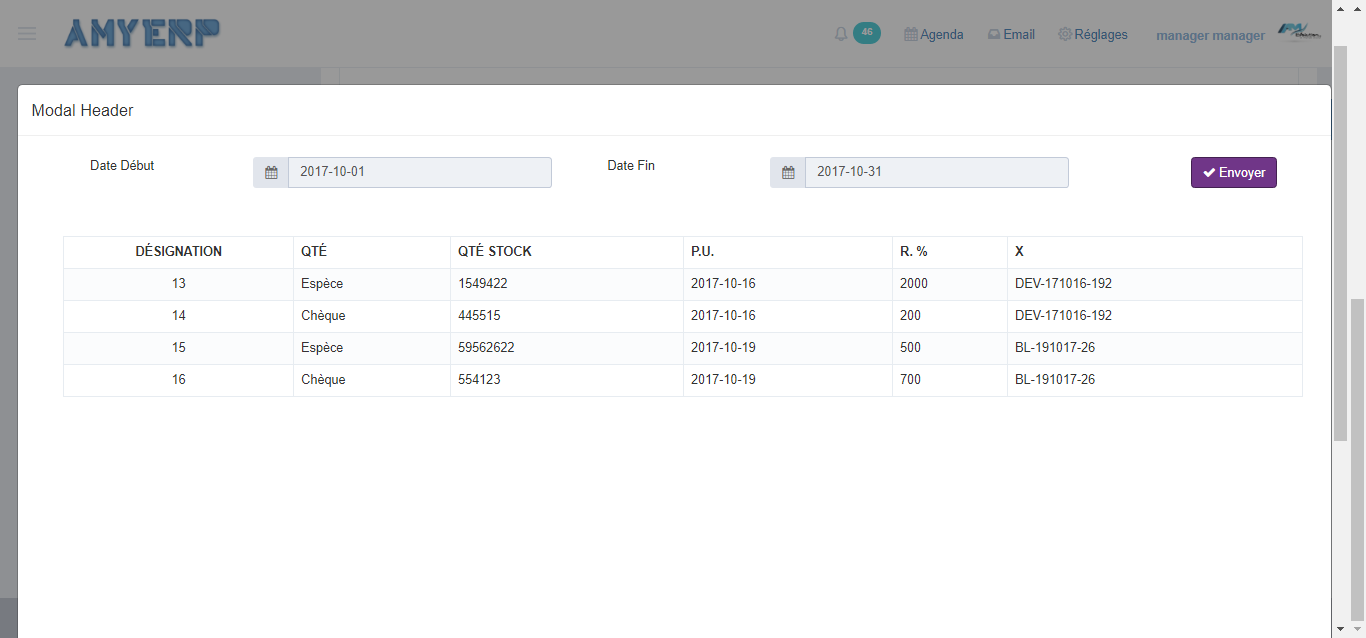 AMYERP
46 Agenda Email Réglages manager manager
Modal Header
Date Début 2017-10-01 Date Fin 2017-10-31 Envoyer
DÉSIGNATION QTÉ QTÉ STOCK P.U. R. % X
13 Espèce 1549422 2017-10-16 2000 DEV-171016-192
14 Chèque 445515 2017-10-16 200 DEV-171016-192
15 Espèce 59562622 2017-10-19 500 BL-191017-26
16 Chèque 554123 2017-10-19 700 BL-191017-26